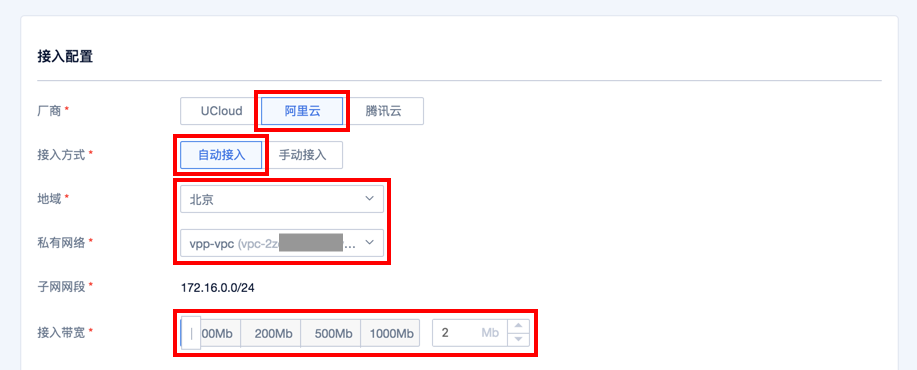 接入配置
厂商 * UCloud 阿里云 腾讯云
接入方式 * 自动接入 手动接入
地域 * 北京
私有网络 * vpp-vpc (vpc-2z ...
子网网段 * 172.16.0.0/24
接入带宽 * 00Mb 200Mb 500Mb 1000Mb 2 Mb